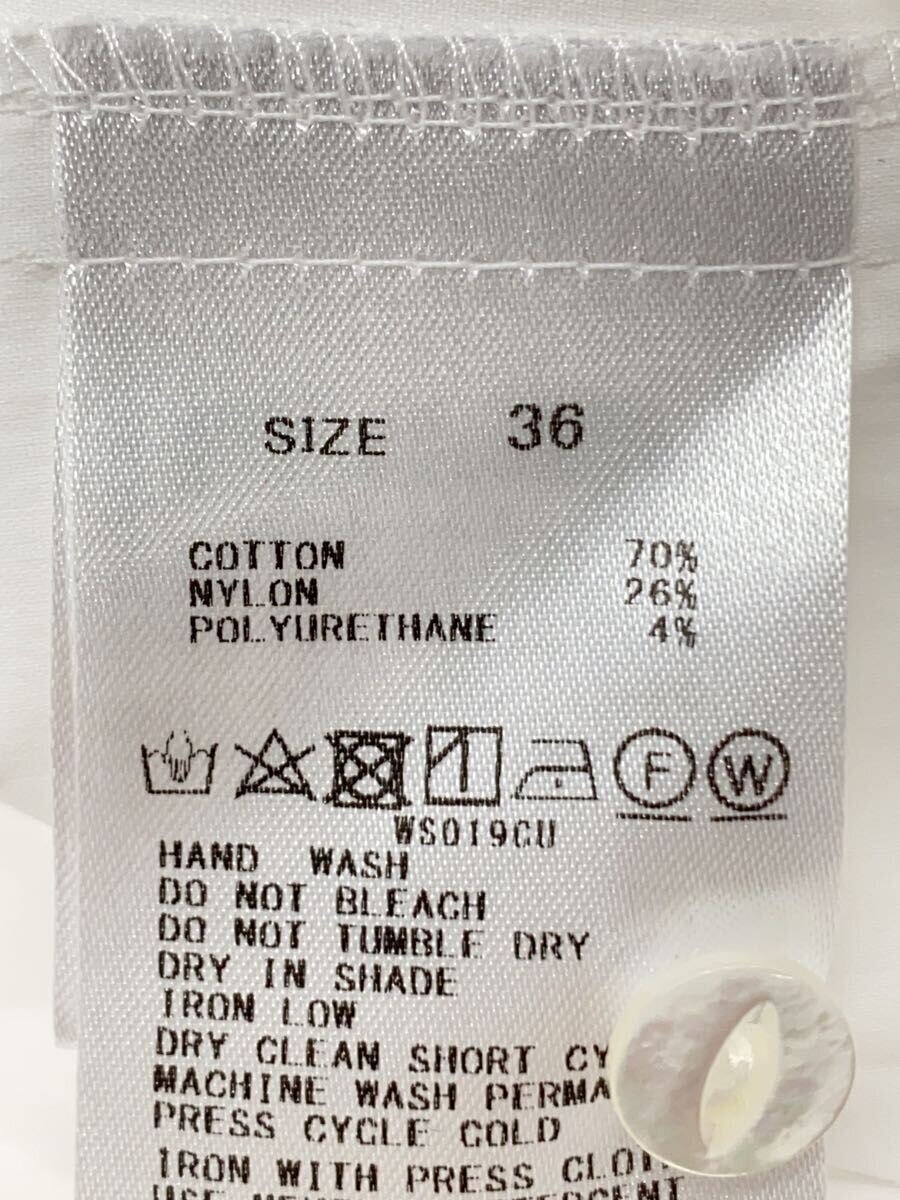 SIZE 36
COTTON 70%
NYLON 26%
POLYURETHANE 4%
F W
WS019CU
HAND WASH
DO NOT BLEACH
DO NOT TUMBLE DRY
DRY IN SHADE
IRON LOW
DRY CLEAN SHORT CY
MACHINE WASH PERMA
PRESS CYCLE COLD
IRON WITH PRESS
USE